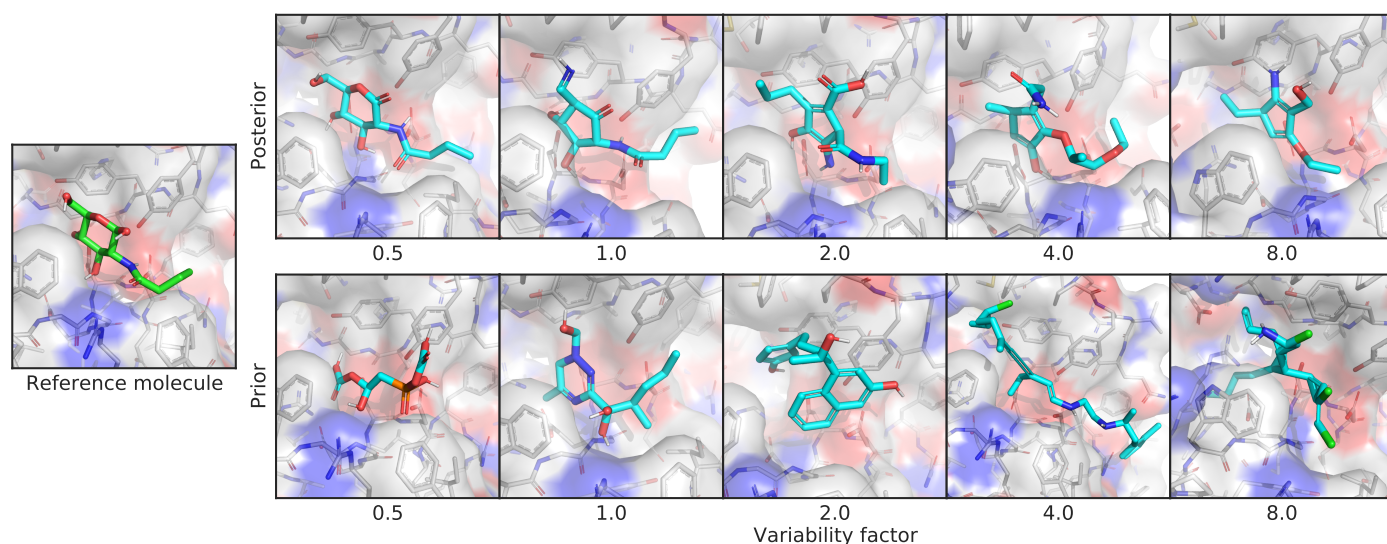 Posterior
0.5 1.0 2.0 4.0 8.0
Reference molecule
Prior
0.5 1.0 2.0 4.0 8.0
Variability factor